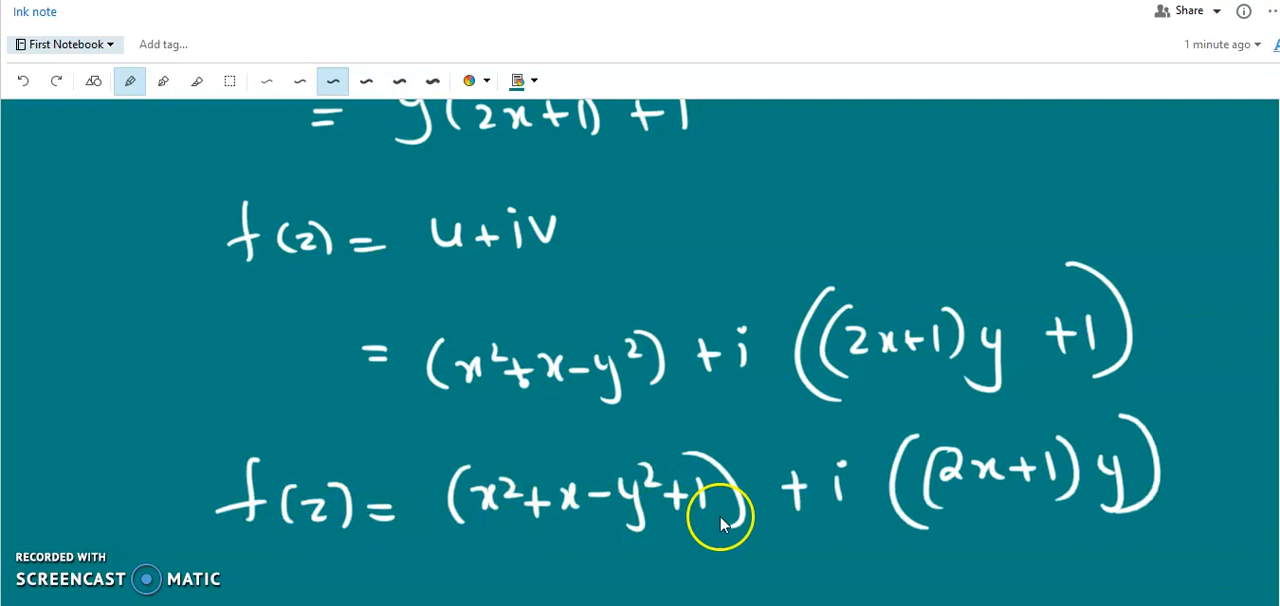 Ink note
Share
First Notebook
Add tag...
1 minute ago
= y(2x+1)+1
f(z) = u+iv
= (x²+x-y²) +i ((2x+1)y +1)
f(z) = (x²+x-y²+1) + i ((2x+1)y)
RECORDED WITH
SCREENCAST MATIC